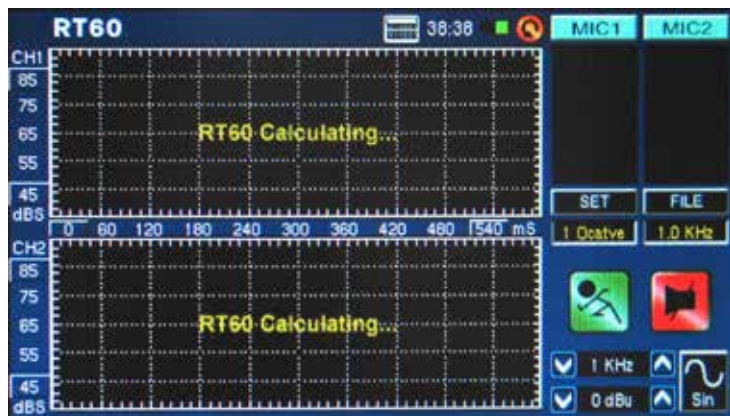 RT60 38:38 MIC1 MIC2
CH1
85
75
65 RT60 Calculating...
55
45
dBS
SET FILE
0 60 120 180 240 300 360 420 480 540 mS
1 Ocatve 1.0 KHz
CH2
85
75
65 RT60 Calculating...
55
45
dBS
1 KHz
0 dBu
Sin